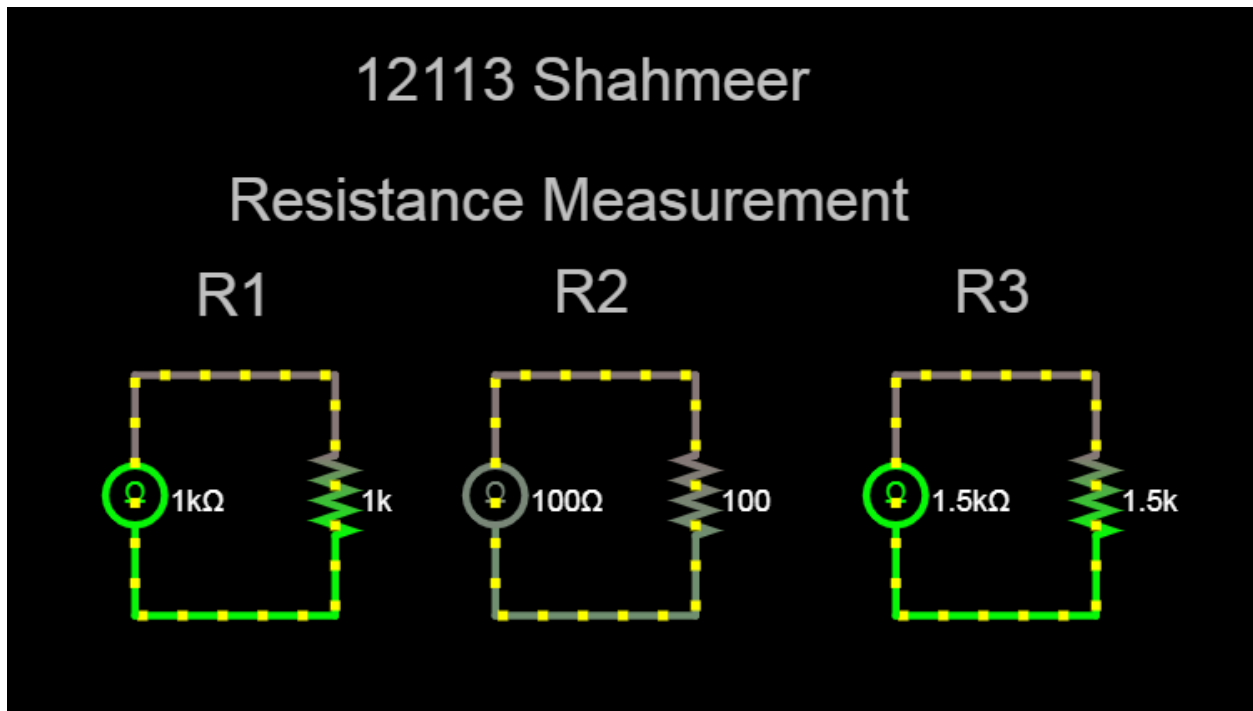 12113 Shahmeer
Resistance Measurement
R1 R2 R3
Ω 1kΩ 1k Ω 100Ω 100 Ω 1.5kΩ 1.5k